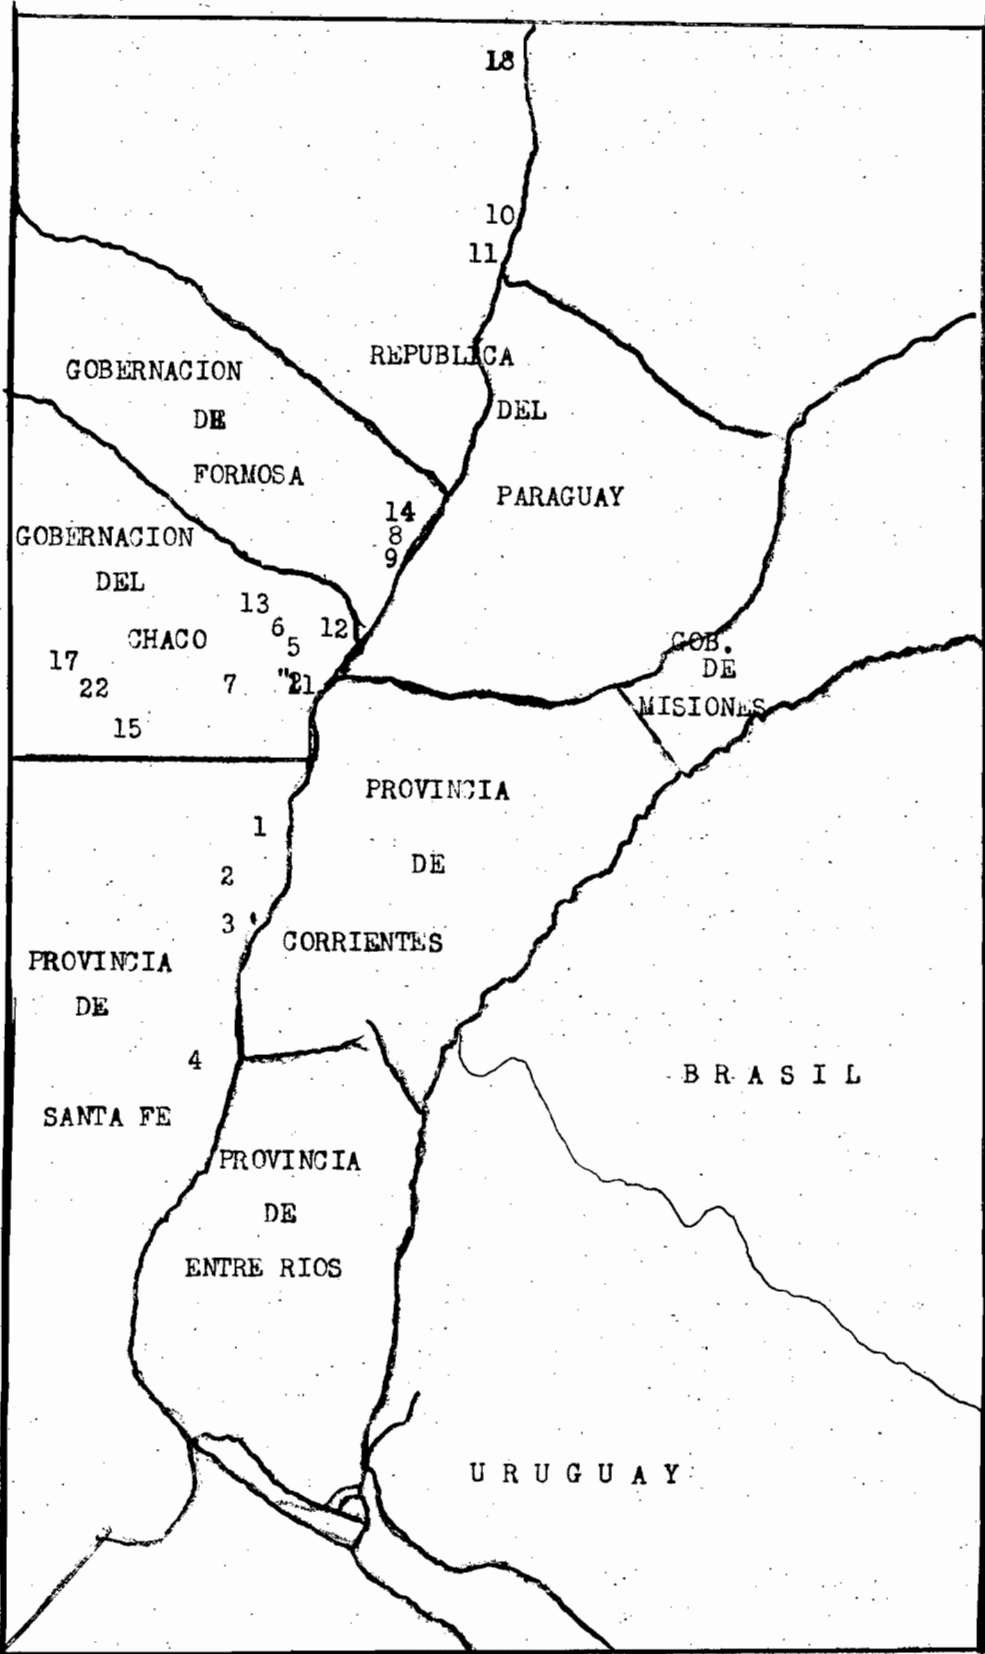 18
10
11
REPUBLICA
GOBERNACION
DEL
DE
FORMOSA
PARAGUAY
14
8
GOBERNACION
9
DEL
13
6
12
CHACO
5
GOB.
17
DE
22
7
21
MISIONES
15
PROVINCIA
1
DE
2
3
CORRIENTES
PROVINCIA
DE
4
BRASIL
SANTA FE
PROVINCIA
DE
ENTRE RIOS
URUGUAY